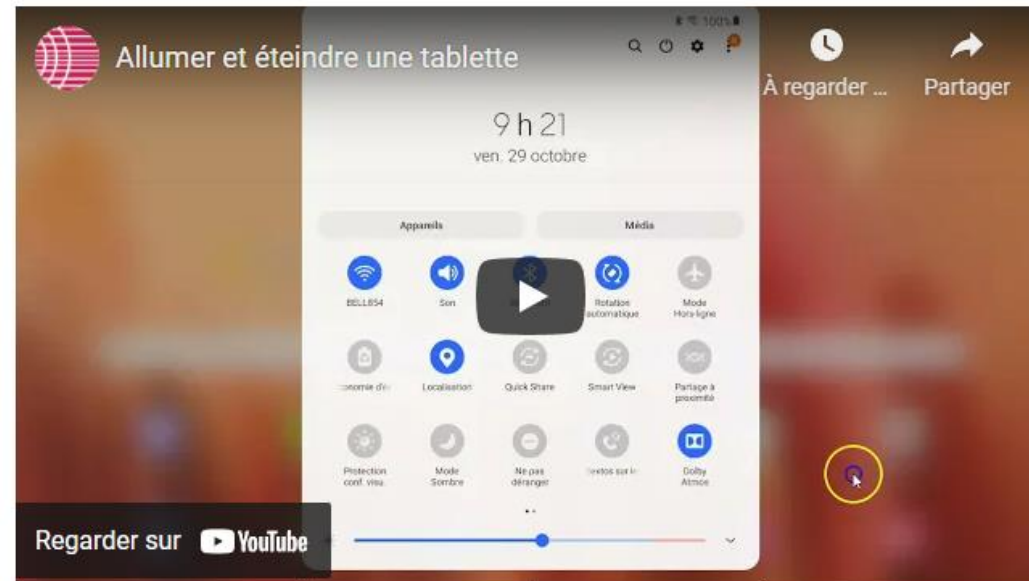 100%
Allumer et éteindre une tablette
À regarder ...
Partager
9 h 21
ven. 29 octobre
Appareils
Média
BELL854
Son
Rotation
automatique
Mode
Hors ligne
Localisation
Quick Share
Smart View
Partage à
proximité
Protection
conf. visu.
Mode
Sombre
Ne pas
déranger
Textos sur l
Dolby
Atmos
Regarder sur YouTube